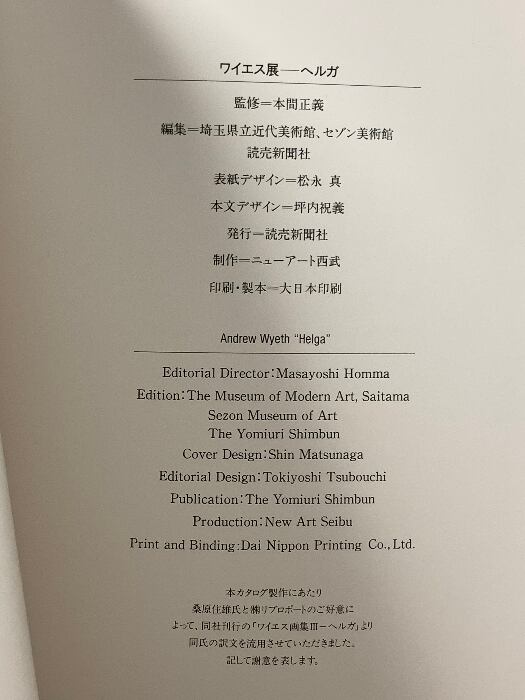 ワイエス展──ヘルガ
監修＝本間正義
編集＝埼玉県立近代美術館、セゾン美術館
読売新聞社
表紙デザイン＝松永 真
本文デザイン＝坪内祝義
発行＝読売新聞社
制作＝ニューアート西武
印刷・製本＝大日本印刷
Andrew Wyeth "Helga"
Editorial Director:Masayoshi Homma
Edition:The Museum of Modern Art, Saitama
Sezon Museum of Art
The Yomiuri Shimbun
Cover Design:Shin Matsunaga
Editorial Design:Tokiyoshi Tsubouchi
Publication:The Yomiuri Shimbun
Production:New Art Seibu
Print and Binding:Dai Nippon Printing Co.,Ltd.
本カタログ製作にあたり
桑原住雄氏と㈱リブロポートのご好意に
よって、同社刊行の「ワイエス画集Ⅲ－ヘルガ」より
同氏の訳文を流用させていただきました。
記して謝意を表します。